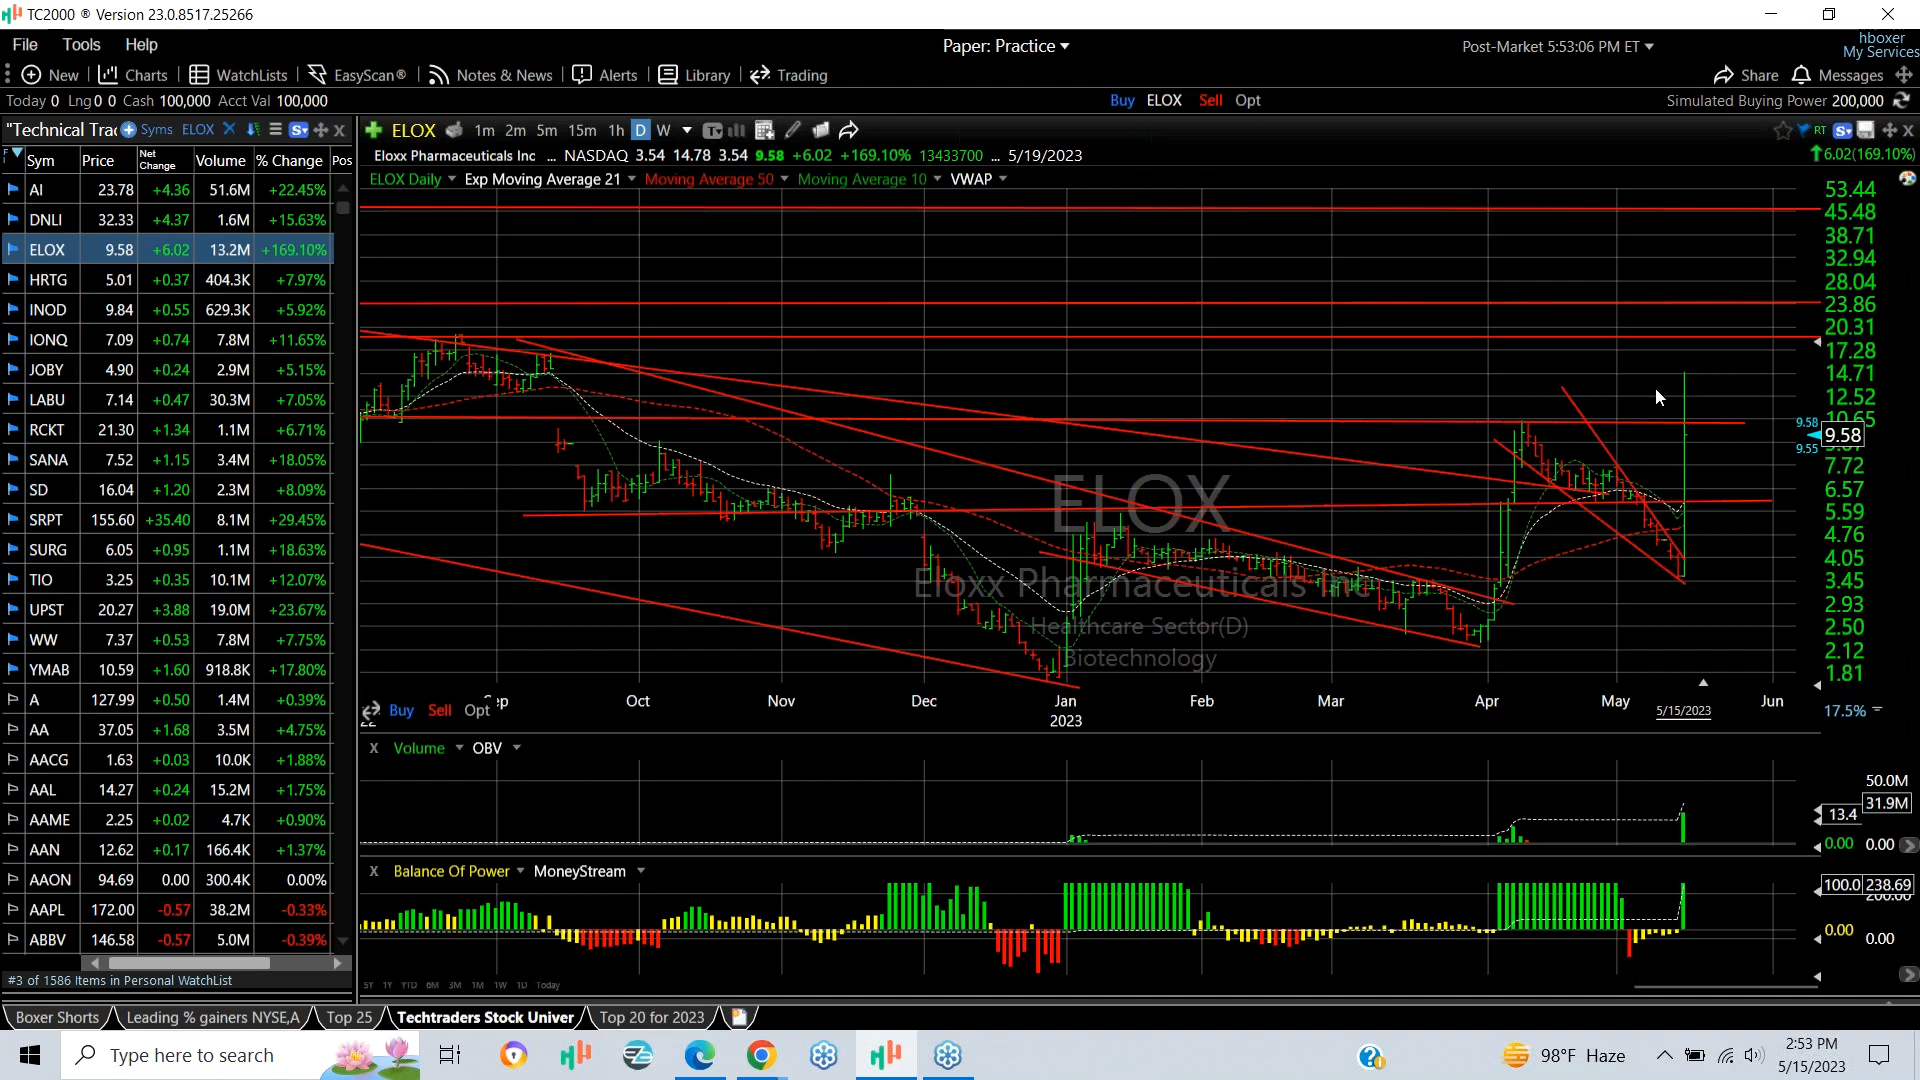 TC2000 ® Version 23.0.8517.25266
File Tools Help
Paper: Practice
Post-Market 5:53:06 PM ET
hboxer
My Services
New Charts WatchLists EasyScan® Notes & News Alerts Library Trading
Share Messages
Today 0 Lng 0 0 Cash 100,000 Acct Val 100,000
Buy ELOX Sell Opt
Simulated Buying Power 200,000
"Technical Trac Syms ELOX
ELOX 1m 2m 5m 15m 1h D W
RT
Eloxx Pharmaceuticals Inc ... NASDAQ 3.54 14.78 3.54 9.58 +6.02 +169.10% 13433700 ... 5/19/2023
6.02(169.10%)
ELOX Daily Exp Moving Average 21 Moving Average 50 Moving Average 10 VWAP
Sym Price Net Change Volume % Change Pos
AI 23.78 +4.36 51.6M +22.45%
DNLI 32.33 +4.37 1.6M +15.63%
ELOX 9.58 +6.02 13.2M +169.10%
HRTG 5.01 +0.37 404.3K +7.97%
INOD 9.84 +0.55 629.3K +5.92%
IONQ 7.09 +0.74 7.8M +11.65%
JOBY 4.90 +0.24 2.9M +5.15%
LABU 7.14 +0.47 30.3M +7.05%
RCKT 21.30 +1.34 1.1M +6.71%
SANA 7.52 +1.15 3.4M +18.05%
SD 16.04 +1.20 2.3M +8.09%
SRPT 155.60 +35.40 8.1M +29.45%
SURG 6.05 +0.95 1.1M +18.63%
TIO 3.25 +0.35 10.1M +12.07%
UPST 20.27 +3.88 19.0M +23.67%
WW 7.37 +0.53 7.8M +7.75%
YMAB 10.59 +1.60 918.8K +17.80%
A 127.99 +0.50 1.4M +0.39%
AA 37.05 +1.68 3.5M +4.75%
AACG 1.63 +0.03 10.0K +1.88%
AAL 14.27 +0.24 15.2M +1.75%
AAME 2.25 +0.02 4.7K +0.90%
AAN 12.62 +0.17 166.4K +1.37%
AAON 94.69 0.00 300.4K 0.00%
AAPL 172.00 -0.57 38.2M -0.33%
ABBV 146.58 -0.57 5.0M -0.39%
#3 of 1586 Items in Personal WatchList
53.44
45.48
38.71
32.94
28.04
23.86
20.31
17.28
14.71
12.52
10.65
9.58
9.58
9.55
7.72
6.57
5.59
4.76
4.05
3.45
2.93
2.50
2.12
1.81
17.5%
ELOX
Eloxx Pharmaceuticals Inc
Healthcare Sector(D)
Biotechnology
ep Oct Nov Dec Jan Feb Mar Apr May Jun
2023
5/15/2023
Buy Sell Opt
X Volume OBV
50.0M
31.9M
13.4
0.00 0.00
X Balance Of Power MoneyStream
100.0 238.69
200.00
0.00 0.00
5Y 1Y YTD 6M 3M 1M 1W 1D Today
Boxer Shorts Leading % gainers NYSE,A Top 25 Techtraders Stock Univer Top 20 for 2023
Type here to search
98°F Haze
2:53 PM
5/15/2023